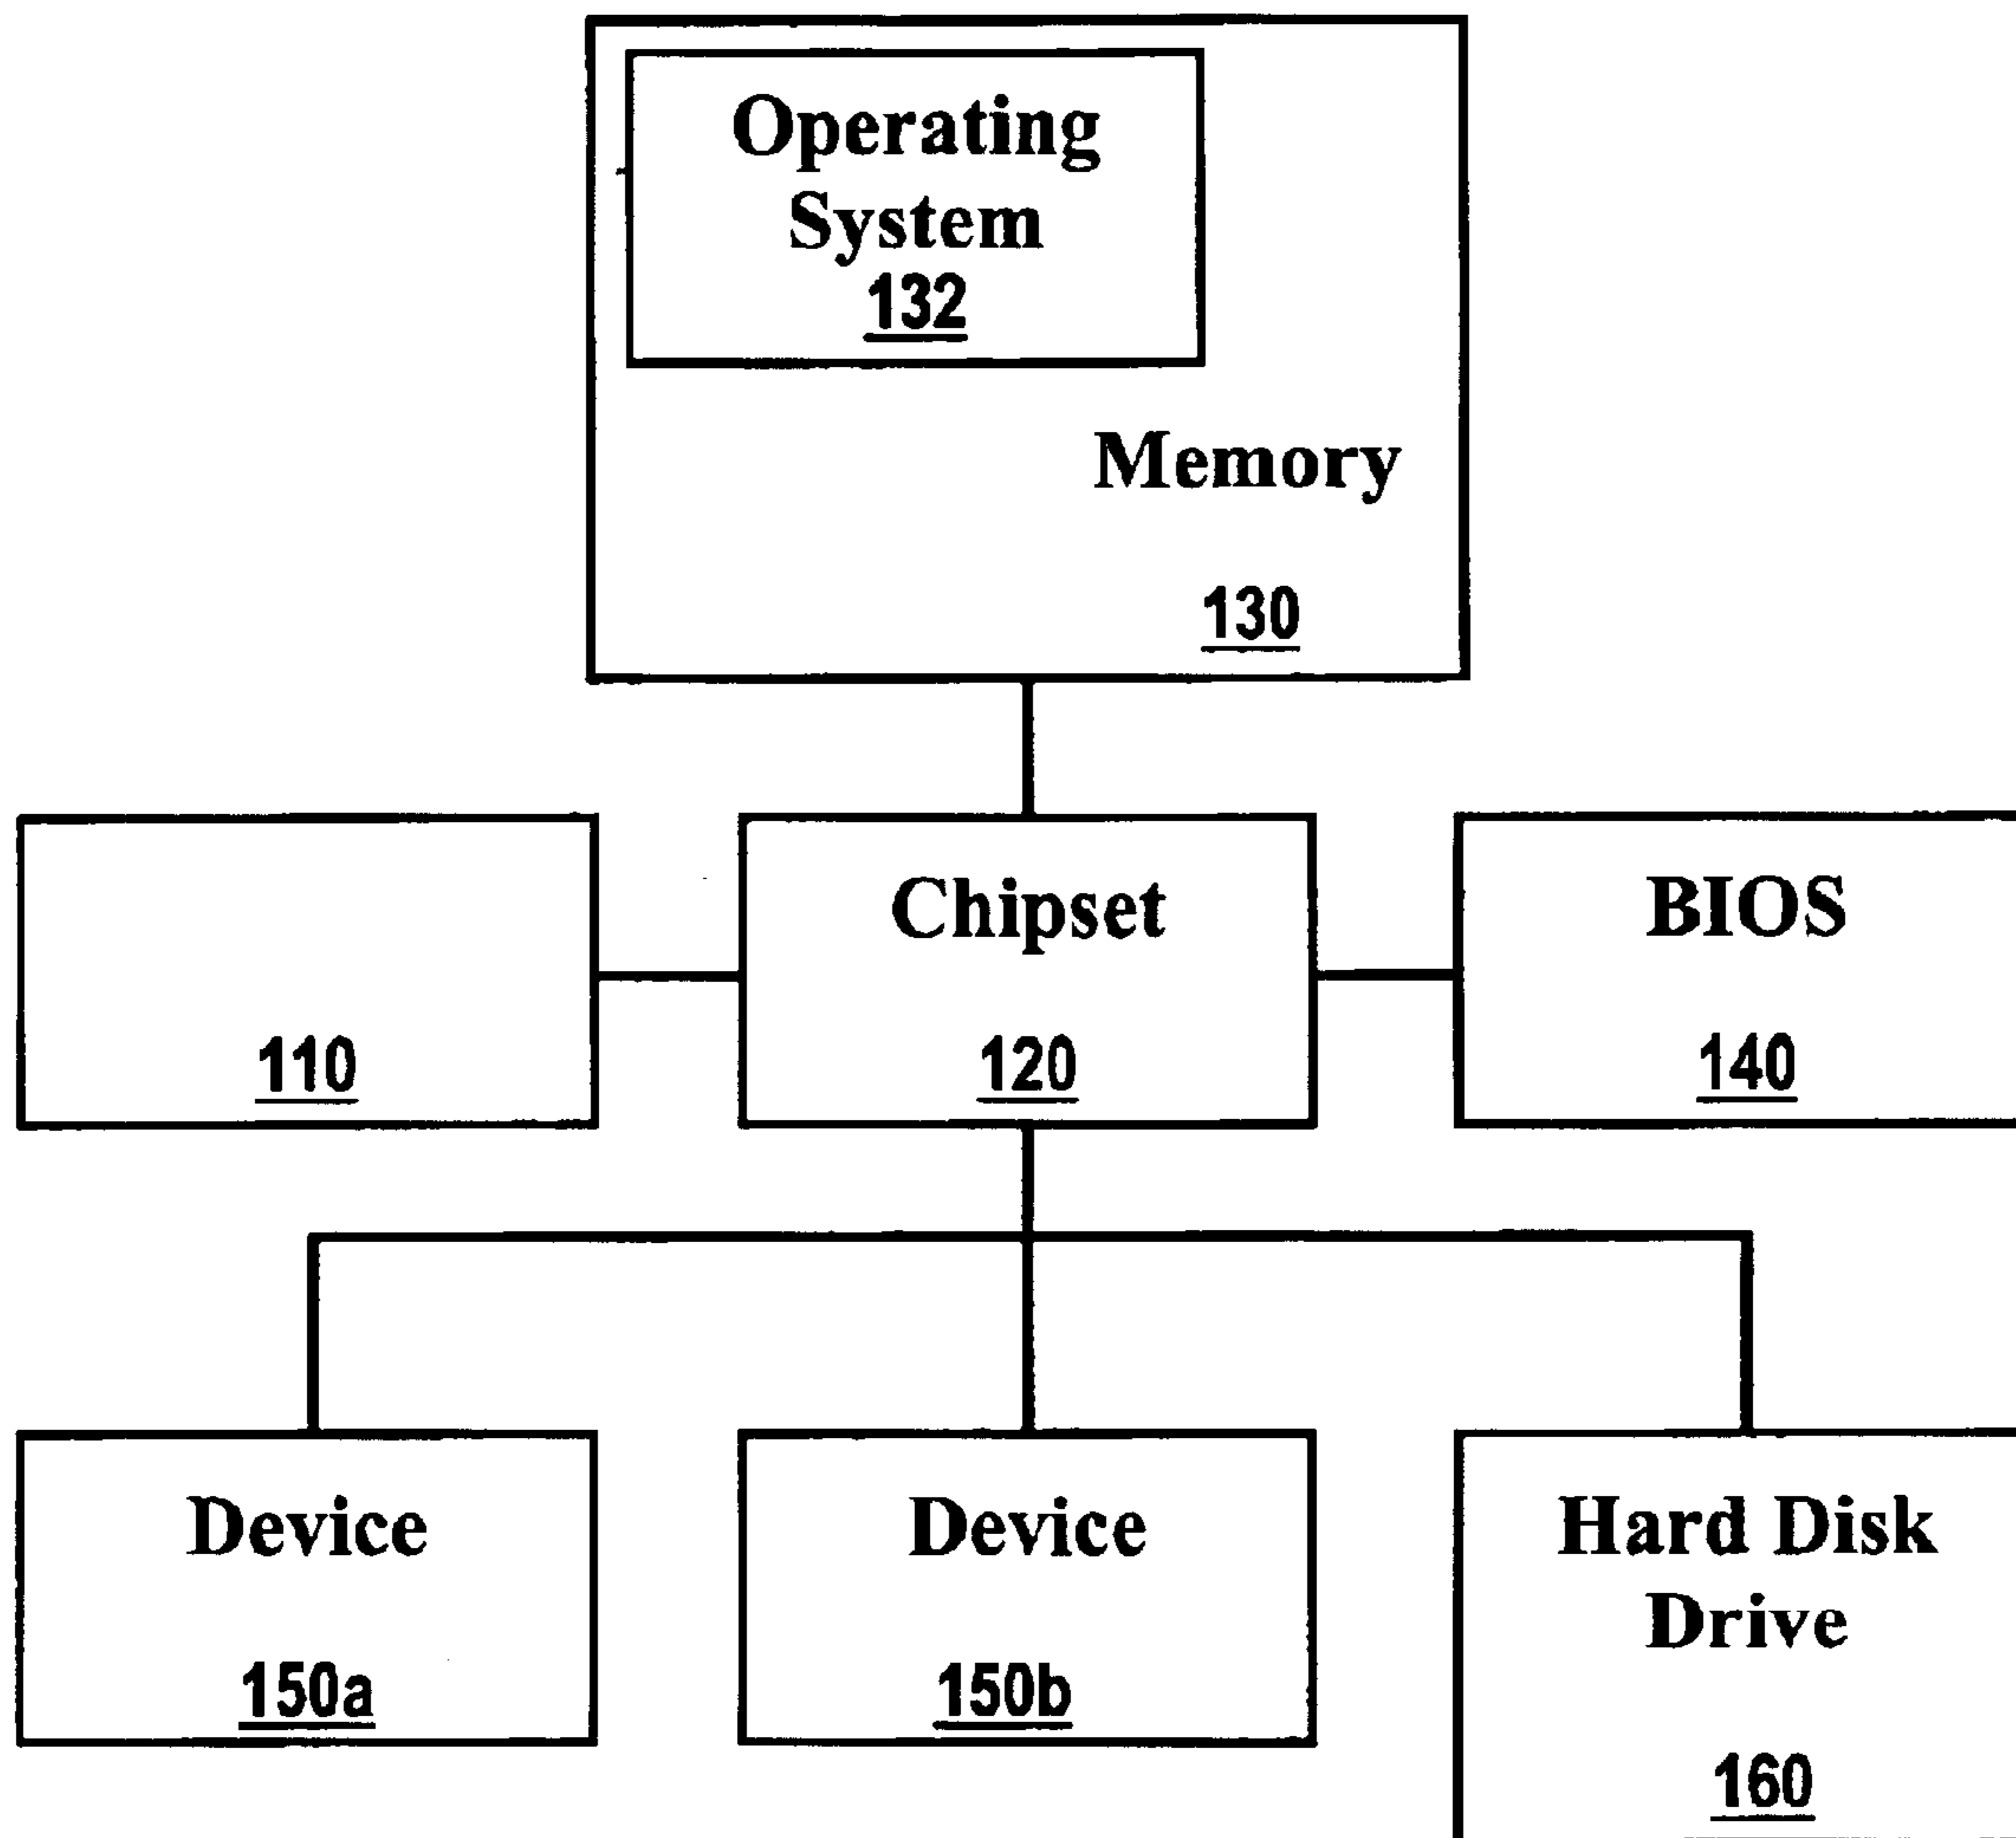 Operating
System
132
Memory
130
110
Chipset
120
BIOS
140
Device
150a
Device
150b
Hard Disk
Drive
160